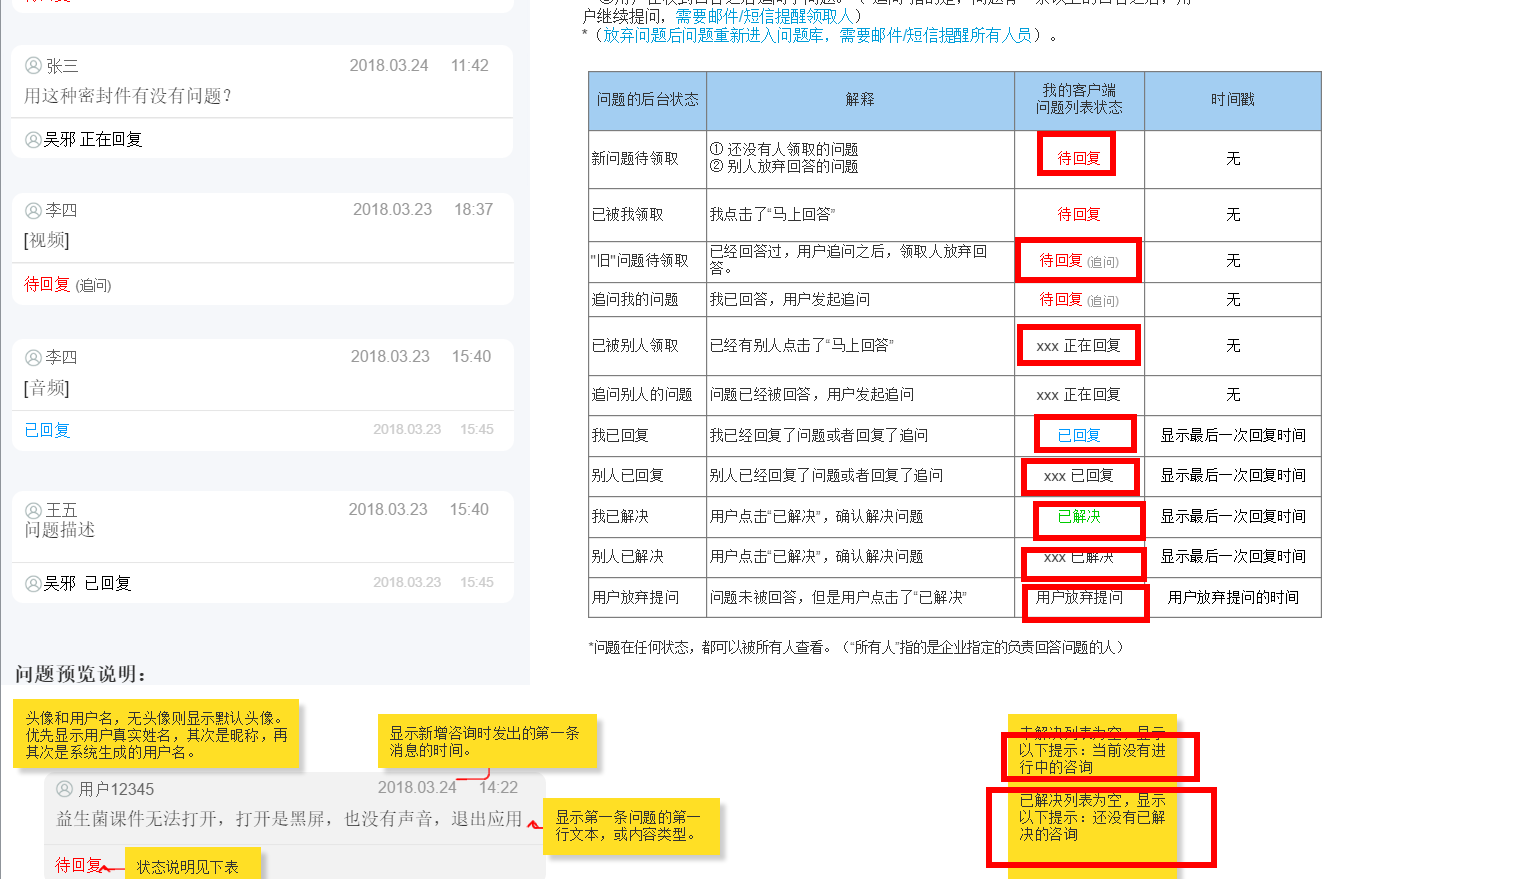 张三 2018.03.24 11:42
用这种密封件有没有问题？
吴邪 正在回复
李四 2018.03.23 18:37
[视频]
待回复 (追问)
李四 2018.03.23 15:40
[音频]
已回复 2018.03.23 15:45
王五 2018.03.23 15:40
问题描述
吴邪 已回复 2018.03.23 15:45
问题预览说明：
头像和用户名，无头像则显示默认头像。
优先显示用户真实姓名，其次是昵称，再
其次是系统生成的用户名。
显示新增咨询时发出的第一条
消息的时间。
用户12345 2018.03.24 14:22
益生菌课件无法打开，打开是黑屏，也没有声音，退出应用
显示第一条问题的第一
行文本，或内容类型。
待回复
状态说明见下表
户继续提问，需要邮件/短信提醒领取人）
*（放弃问题后问题重新进入问题库，需要邮件/短信提醒所有人员）。
问题的后台状态 解释 我的客户端
问题列表状态 时间戳
新问题待领取 ① 还没有人领取的问题
② 别人放弃回答的问题 待回复 无
已被我领取 我点击了“马上回答” 待回复 无
"旧"问题待领取 已经回答过，用户追问之后，领取人放弃回
答。 待回复 (追问) 无
追问我的问题 我已回答，用户发起追问 待回复 (追问) 无
已被别人领取 已经有别人点击了“马上回答” xxx 正在回复 无
追问别人的问题 问题已经被回答，用户发起追问 xxx 正在回复 无
我已回复 我已经回复了问题或者回复了追问 已回复 显示最后一次回复时间
别人已回复 别人已经回复了问题或者回复了追问 xxx 已回复 显示最后一次回复时间
我已解决 用户点击“已解决”，确认解决问题 已解决 显示最后一次回复时间
别人已解决 用户点击“已解决”，确认解决问题 xxx 已解决 显示最后一次回复时间
用户放弃提问 问题未被回答，但是用户点击了“已解决” 用户放弃提问 用户放弃提问的时间
*问题在任何状态，都可以被所有人查看。（“所有人”指的是企业指定的负责回答问题的人）
未解决列表为空，显示
以下提示：当前没有进
行中的咨询
已解决列表为空，显示
以下提示：还没有已解
决的咨询